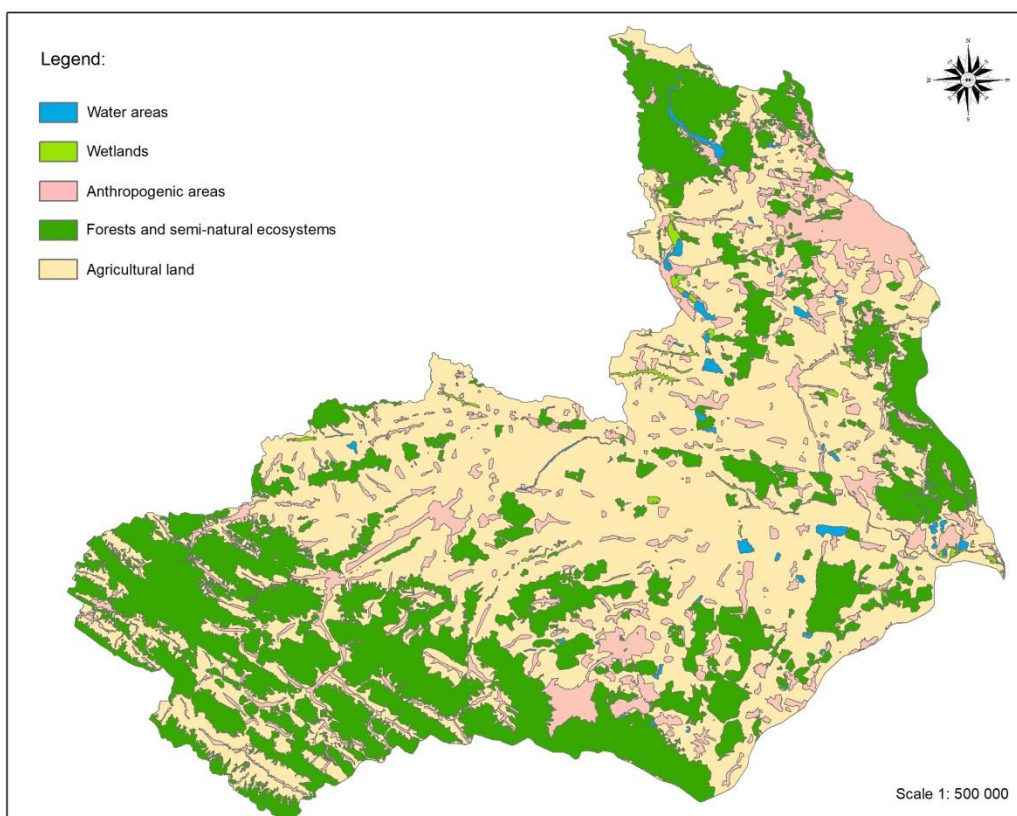 Legend:
Water areas
Wetlands
Anthropogenic areas
Forests and semi-natural ecosystems
Agricultural land
N
E
S
Scale 1: 500 000